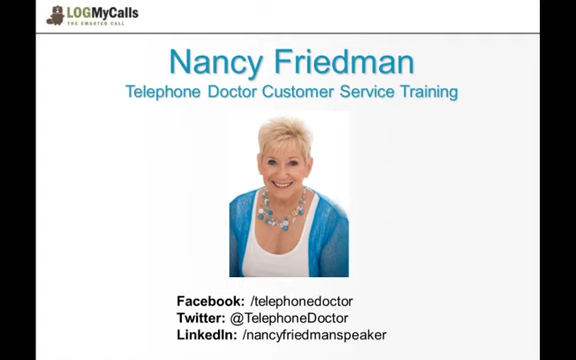 LOGMyCalls
THE SMARTER CALL
Nancy Friedman
Telephone Doctor Customer Service Training
Facebook: /telephonedoctor
Twitter: @TelephoneDoctor
LinkedIn: /nancyfriedmanspeaker